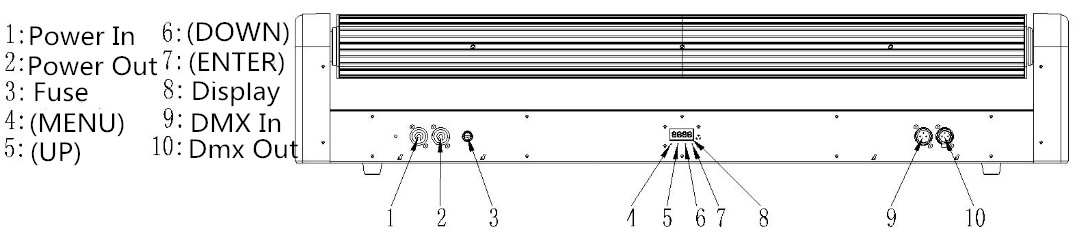 1:Power In
2:Power Out
3: Fuse
4:(MENU)
5:(UP)
6:(DOWN)
7:(ENTER)
8: Display
9: DMX In
10:Dmx Out
8888
1 2 3 4 5 6 7 8 9 10